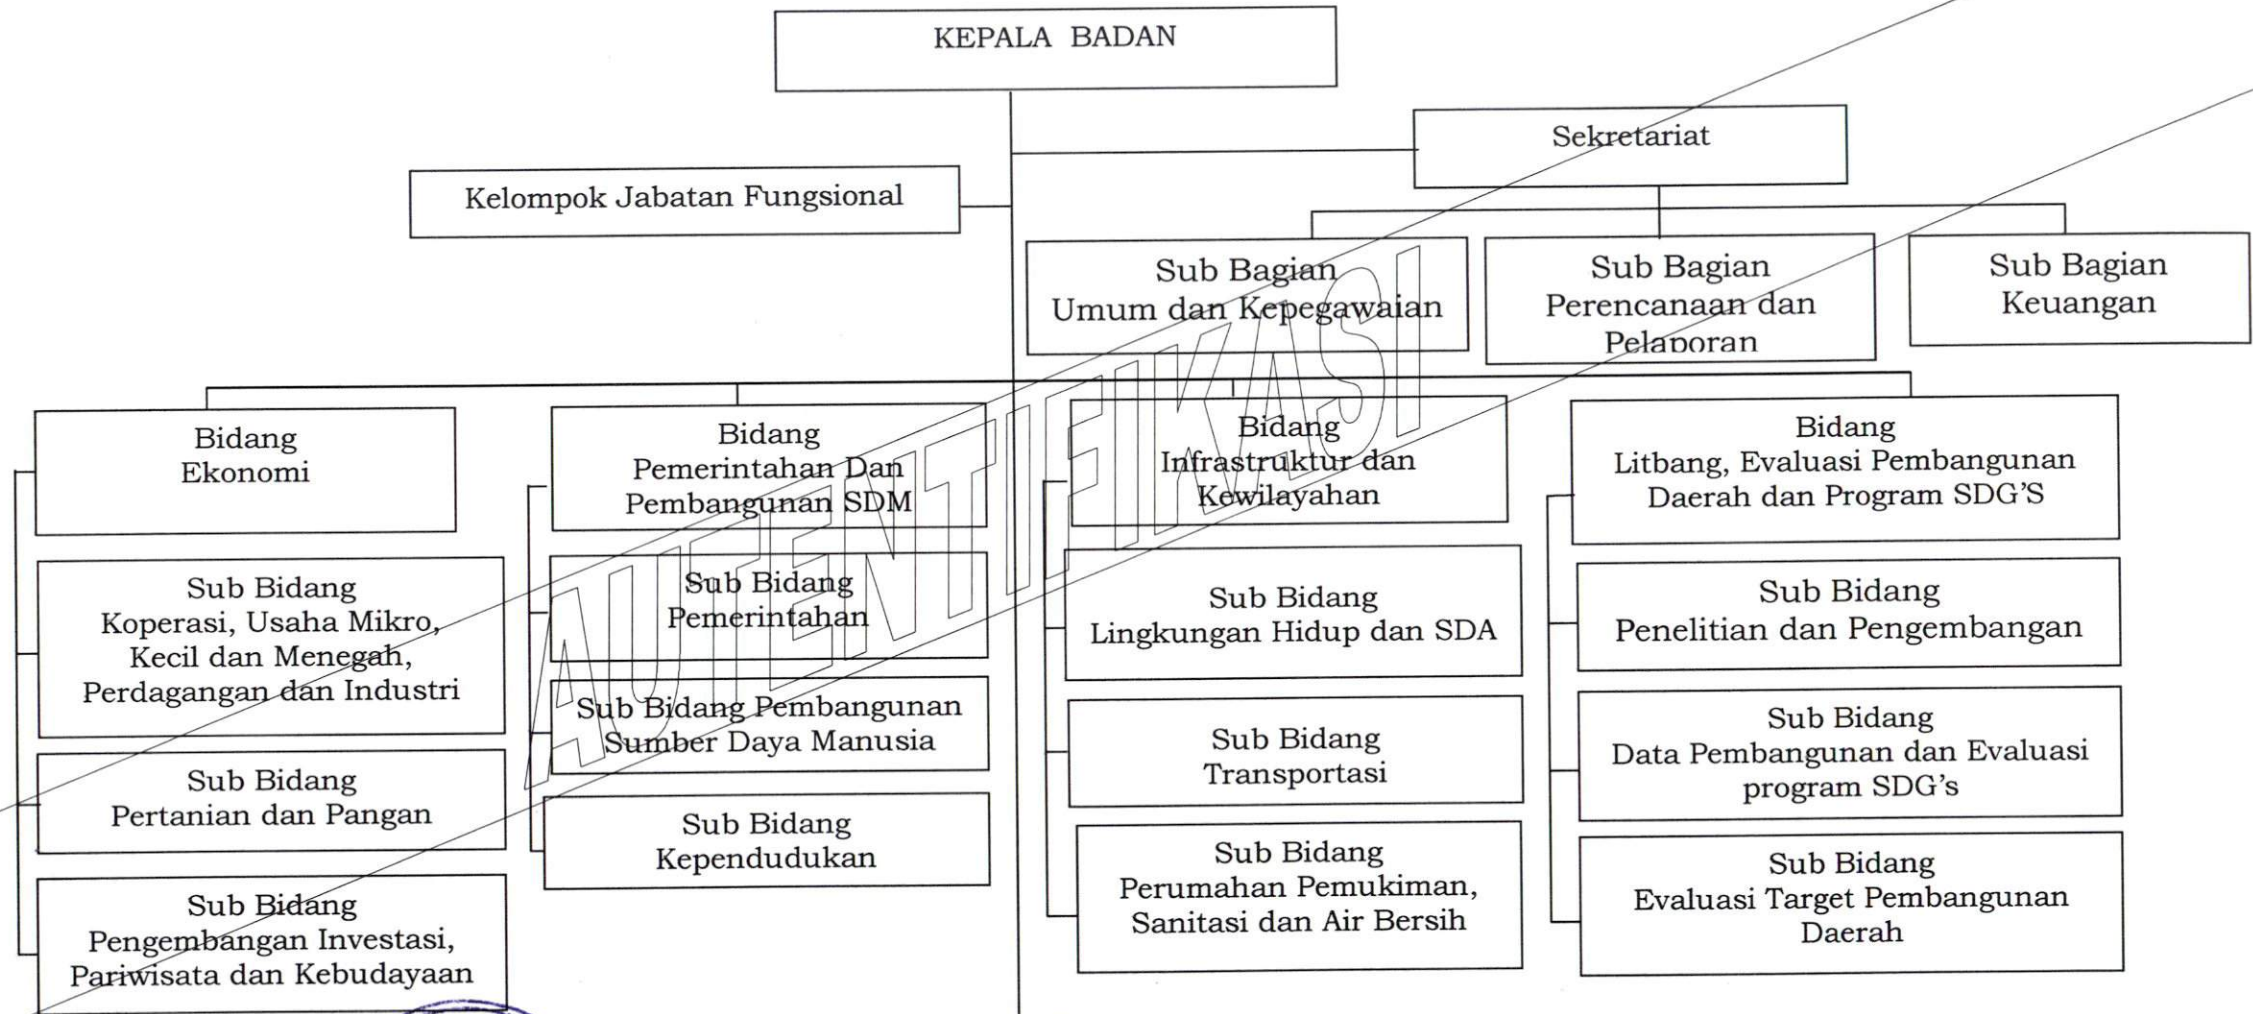 KEPALA BADAN
Sekretariat
Kelompok Jabatan Fungsional
Sub Bagian
Umum dan Kepegawaian
Sub Bagian
Perencanaan dan
Pelaporan
Sub Bagian
Keuangan
Bidang
Ekonomi
Sub Bidang
Koperasi, Usaha Mikro,
Kecil dan Menegah,
Perdagangan dan Industri
Sub Bidang
Pertanian dan Pangan
Sub Bidang
Pengembangan Investasi,
Pariwisata dan Kebudayaan
Bidang
Pemerintahan Dan
Pembangunan SDM
Sub Bidang
Pemerintahan
Sub Bidang Pembangunan
Sumber Daya Manusia
Sub Bidang
Kependudukan
Bidang
Infrastruktur dan
Kewilayahan
Sub Bidang
Lingkungan Hidup dan SDA
Sub Bidang
Transportasi
Sub Bidang
Perumahan Pemukiman,
Sanitasi dan Air Bersih
Bidang
Litbang, Evaluasi Pembangunan
Daerah dan Program SDG'S
Sub Bidang
Penelitian dan Pengembangan
Sub Bidang
Data Pembangunan dan Evaluasi
program SDG's
Sub Bidang
Evaluasi Target Pembangunan
Daerah
AUTENTIFIKASI